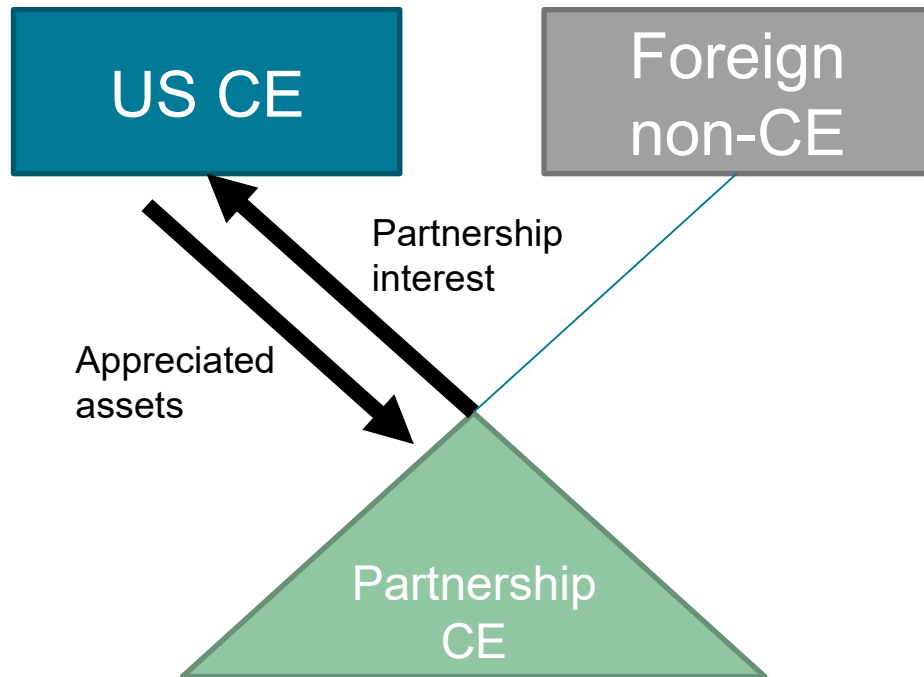 US CE
Foreign
non-CE
Partnership
interest
Appreciated
assets
Partnership
CE